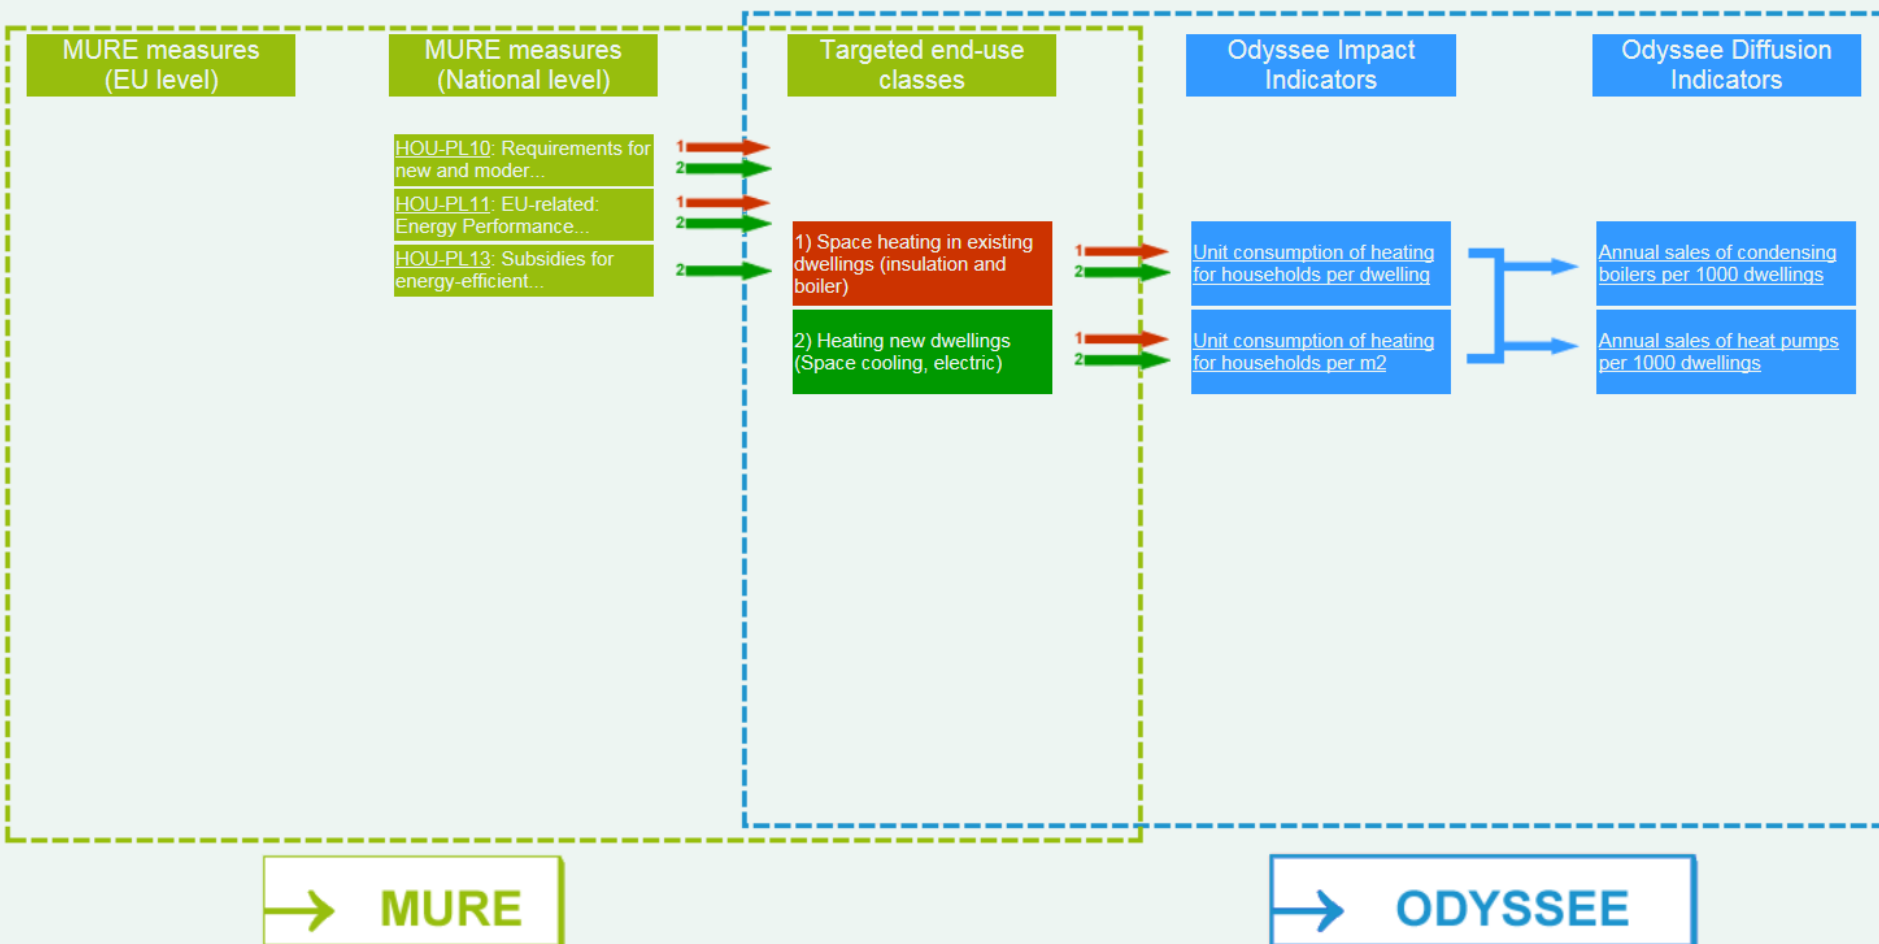 MURE measures
(EU level)
MURE measures
(National level)
Targeted end-use
classes
Odyssee Impact
Indicators
Odyssee Diffusion
Indicators
HOU-PL10: Requirements for
new and moder...
1
2
HOU-PL11: EU-related:
Energy Performance...
1
2
HOU-PL13: Subsidies for
energy-efficient...
2
1) Space heating in existing
dwellings (insulation and
boiler)
1
2
Unit consumption of heating
for households per dwelling
Annual sales of condensing
boilers per 1000 dwellings
2) Heating new dwellings
(Space cooling, electric)
1
2
Unit consumption of heating
for households per m2
Annual sales of heat pumps
per 1000 dwellings
MURE
ODYSSEE